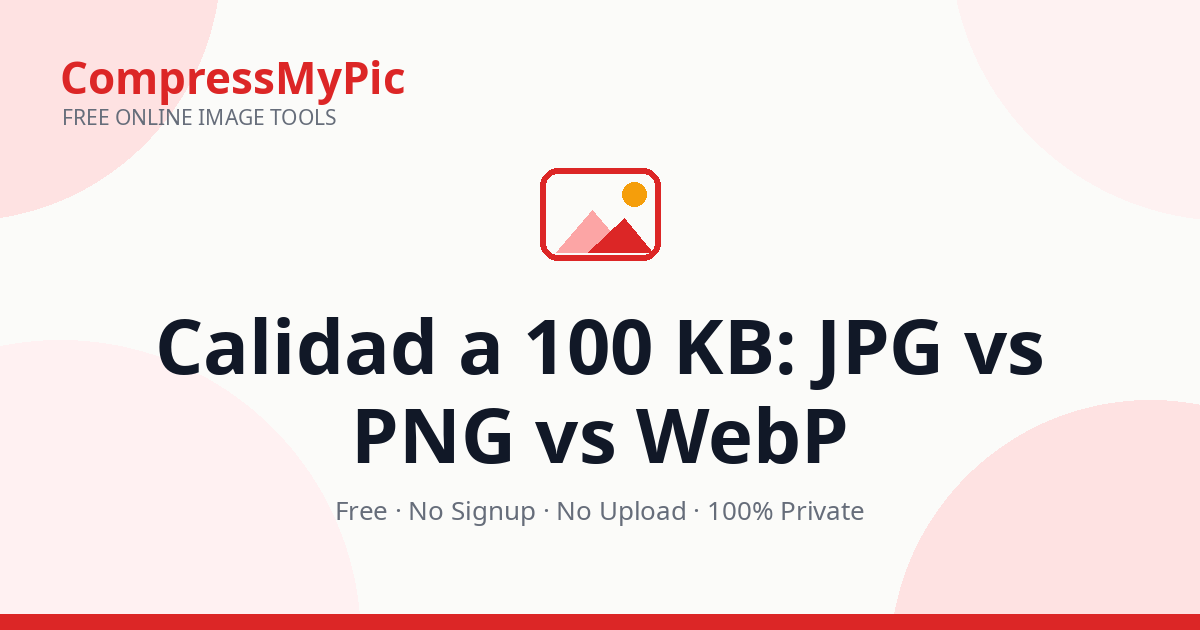 CompressMyPic
FREE ONLINE IMAGE TOOLS
Calidad a 100 KB: JPG vs
PNG vs WebP
Free · No Signup · No Upload · 100% Private